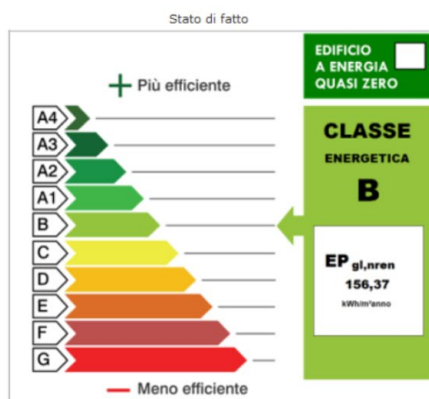 Stato di fatto
EDIFICIO
A ENERGIA
QUASI ZERO
+ Più efficiente
A4
A3
A2
A1
B
C
D
E
F
G
— Meno efficiente
CLASSE
ENERGETICA
B
EP gl,nren
156,37
kWh/m²anno